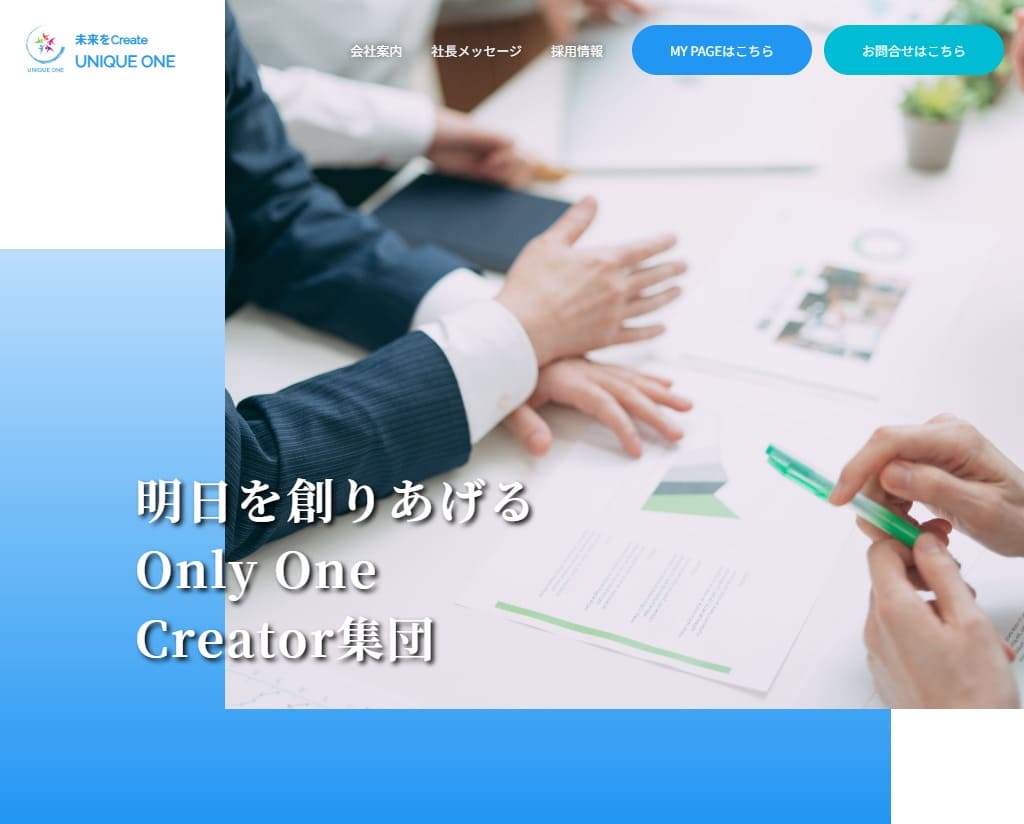 未来をCreate
UNIQUE ONE
UNIQUE ONE
会社案内
社長メッセージ
採用情報
MY PAGEはこちら
お問合せはこちら
明日を創りあげる
Only One
Creator集団